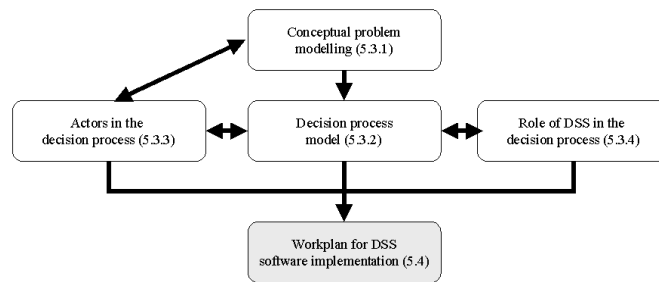 Conceptual problem
modelling (5.3.1)
Actors in the
decision process (5.3.3)
Decision process
model (5.3.2)
Role of DSS in the
decision process (5.3.4)
Workplan for DSS
software implementation (5.4)